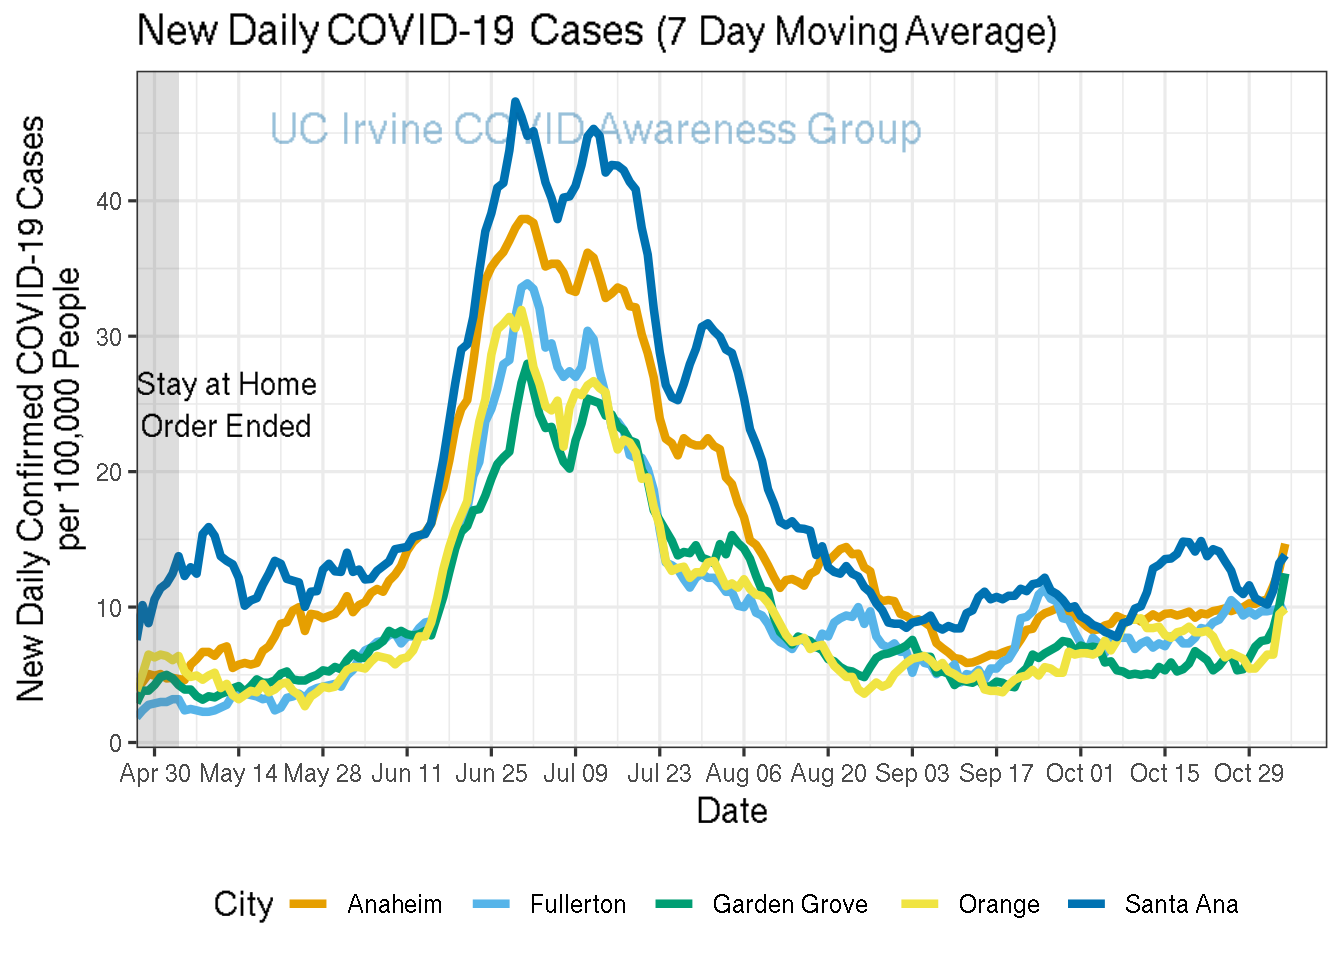 New Daily COVID-19 Cases (7 Day Moving Average)
UC Irvine COVID Awareness Group
New Daily Confirmed COVID-19 Cases
per 100,000 People
40
30
20
10
0
Stay at Home
Order Ended
Apr 30 May 14 May 28 Jun 11 Jun 25 Jul 09 Jul 23 Aug 06 Aug 20 Sep 03 Sep 17 Oct 01 Oct 15 Oct 29
Date
City Anaheim Fullerton Garden Grove Orange Santa Ana